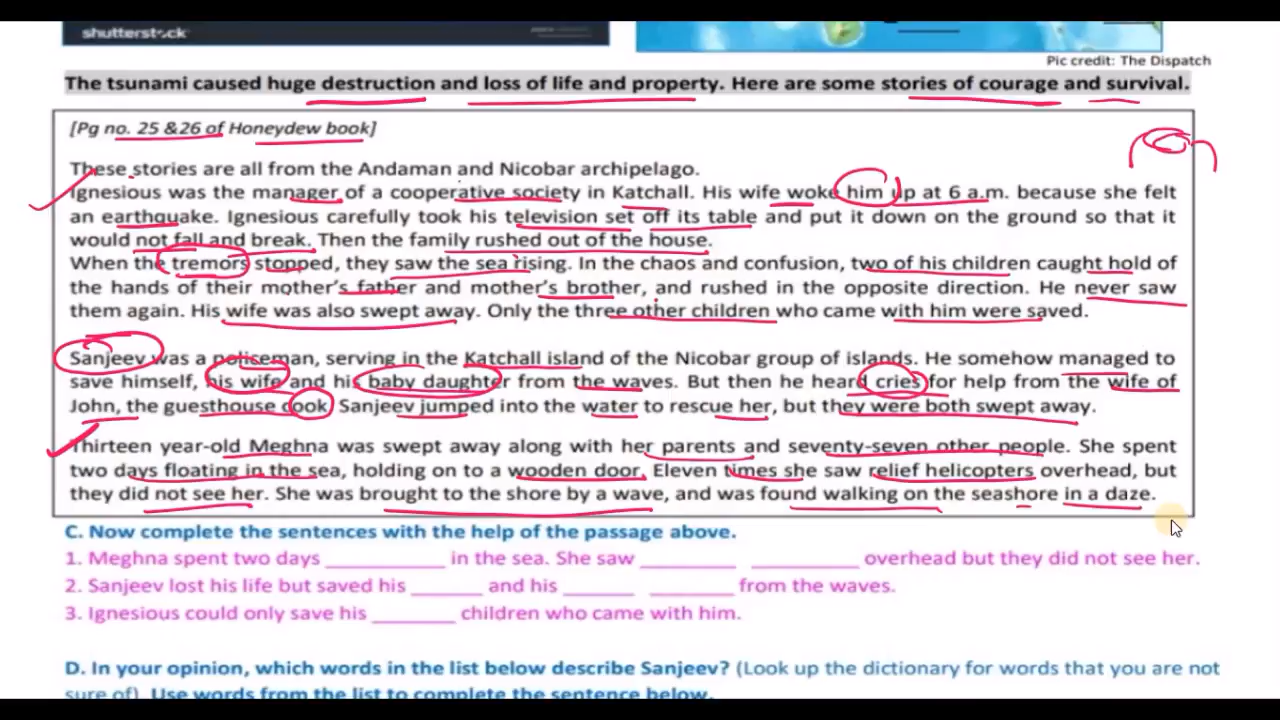 shutterstock
Pic credit: The Dispatch
The tsunami caused huge destruction and loss of life and property. Here are some stories of courage and survival.
[Pg no. 25 &26 of Honeydew book]
These stories are all from the Andaman and Nicobar archipelago.
Ignesious was the manager of a cooperative society in Katchall. His wife woke him up at 6 a.m. because she felt
an earthquake. Ignesious carefully took his television set off its table and put it down on the ground so that it
would not fall and break. Then the family rushed out of the house.
When the tremors stopped, they saw the sea rising. In the chaos and confusion, two of his children caught hold of
the hands of their mother's father and mother's brother, and rushed in the opposite direction. He never saw
them again. His wife was also swept away. Only the three other children who came with him were saved.
Sanjeev was a policeman, serving in the Katchall island of the Nicobar group of islands. He somehow managed to
save himself, his wife and his baby daughter from the waves. But then he heard cries for help from the wife of
John, the guesthouse cook Sanjeev jumped into the water to rescue her, but they were both swept away.
Thirteen year-old Meghna was swept away along with her parents and seventy-seven other people. She spent
two days floating in the sea, holding on to a wooden door. Eleven times she saw relief helicopters overhead, but
they did not see her. She was brought to the shore by a wave, and was found walking on the seashore in a daze.
C. Now complete the sentences with the help of the passage above.
1. Meghna spent two days ________ in the sea. She saw ________ ________ overhead but they did not see her.
2. Sanjeev lost his life but saved his ______ and his ______ ______ from the waves.
3. Ignesious could only save his _______ children who came with him.
D. In your opinion, which words in the list below describe Sanjeev? (Look up the dictionary for words that you are not
sure of). Use words from the list to complete the sentence below.